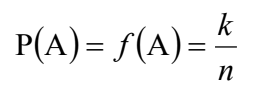 P(A) = f(A) = k/n